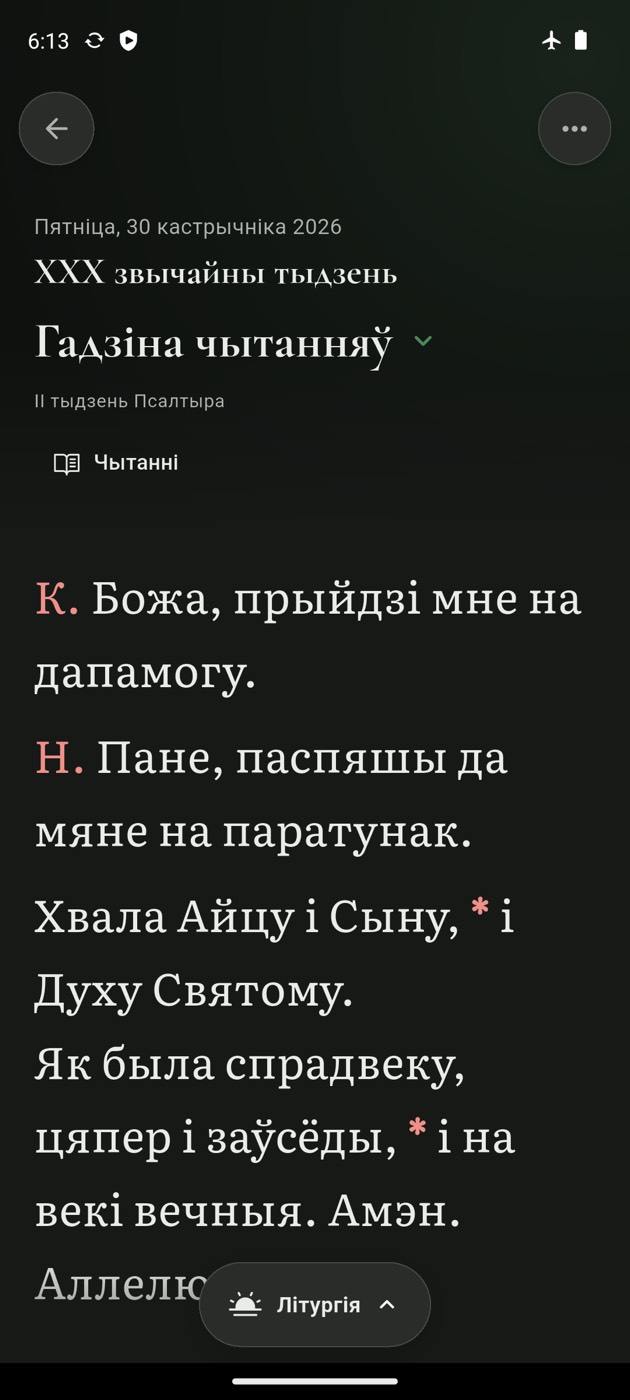 6:13
Пятніца, 30 кастрычніка 2026
XXX звычайны тыдзень
Гадзіна чытанняў
II тыдзень Псалтыра
Чытанні
К. Божа, прыйдзі мне на
дапамогу.
Н. Пане, паспяшы да
мяне на паратунак.
Хвала Айцу і Сыну, * і
Духу Святому.
Як была спрадвеку,
цяпер і заўсёды, * і на
векі вечныя. Амэн.
Літургія